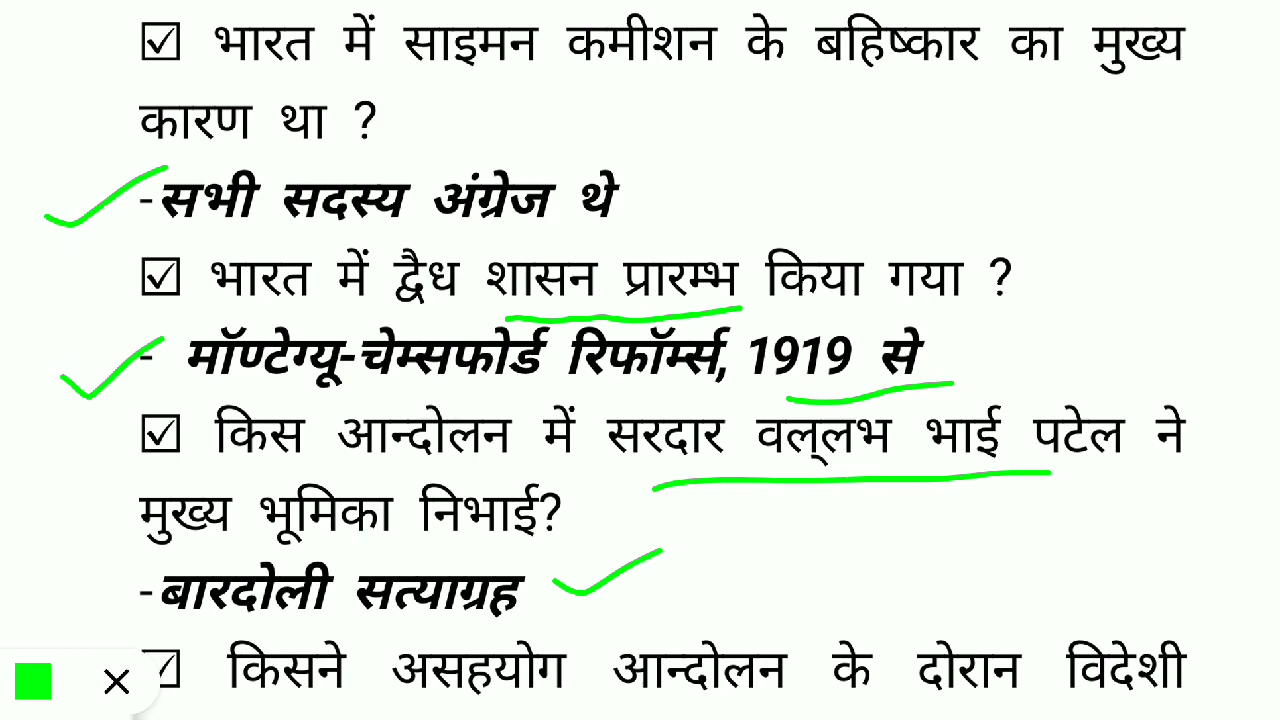 ☑ भारत में साइमन कमीशन के बहिष्कार का मुख्य
कारण था ?
-सभी सदस्य अंग्रेज थे
☑ भारत में द्वैध शासन प्रारम्भ किया गया ?
- मॉण्टेग्यू-चेम्सफोर्ड रिफॉर्म्स, 1919 से
☑ किस आन्दोलन में सरदार वल्लभ भाई पटेल ने
मुख्य भूमिका निभाई?
-बारदोली सत्याग्रह
☑ किसने असहयोग आन्दोलन के दोरान विदेशी